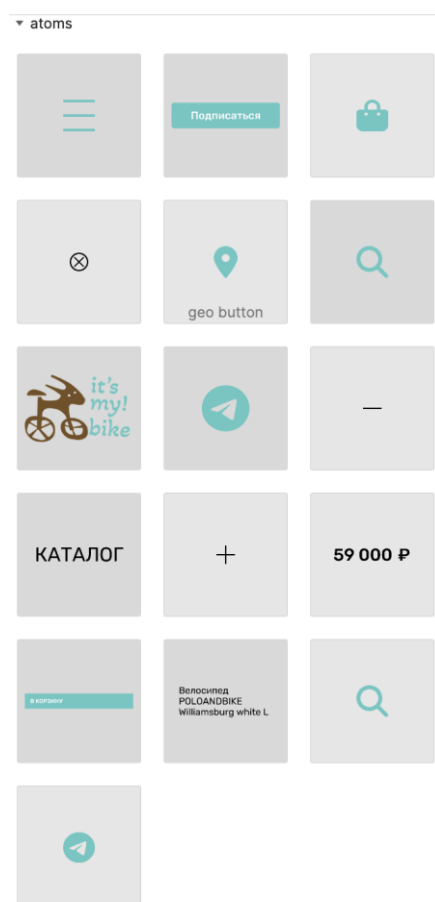 atoms
Подписаться
geo button
it's
my!
bike
КАТАЛОГ
59 000 ₽
В КОРЗИНУ
Велосипед
POLOANDBIKE
Williamsburg white L